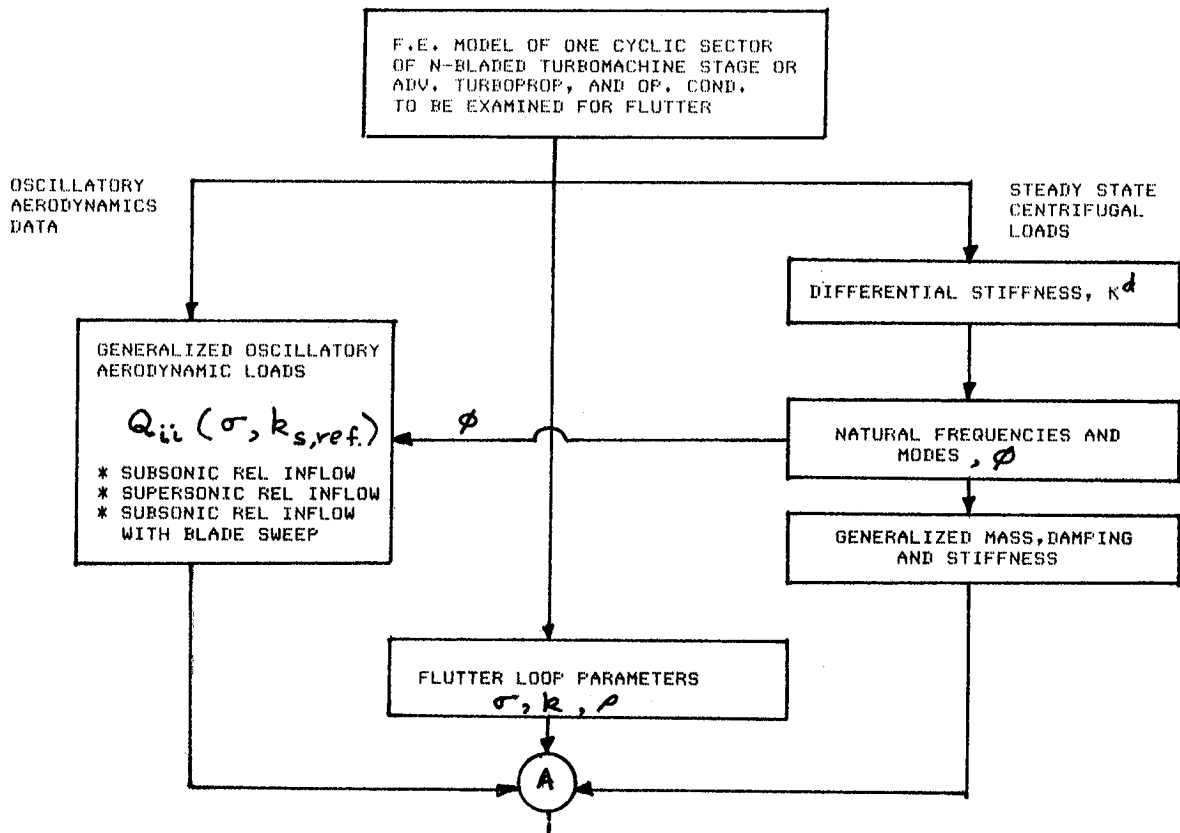 F.E. MODEL OF ONE CYCLIC SECTOR
OF N-BLADED TURBOMACHINE STAGE OR
ADV. TURBOPROP, AND OP. COND.
TO BE EXAMINED FOR FLUTTER
OSCILLATORY
AERODYNAMICS
DATA
STEADY STATE
CENTRIFUGAL
LOADS
DIFFERENTIAL STIFFNESS, K^d
GENERALIZED OSCILLATORY
AERODYNAMIC LOADS
Q_{ii} (σ, k_{s,ref.})
* SUBSONIC REL INFLOW
* SUPERSONIC REL INFLOW
* SUBSONIC REL INFLOW
WITH BLADE SWEEP
ϕ
NATURAL FREQUENCIES AND
MODES, ϕ
GENERALIZED MASS,DAMPING
AND STIFFNESS
FLUTTER LOOP PARAMETERS
σ, k, ρ
A